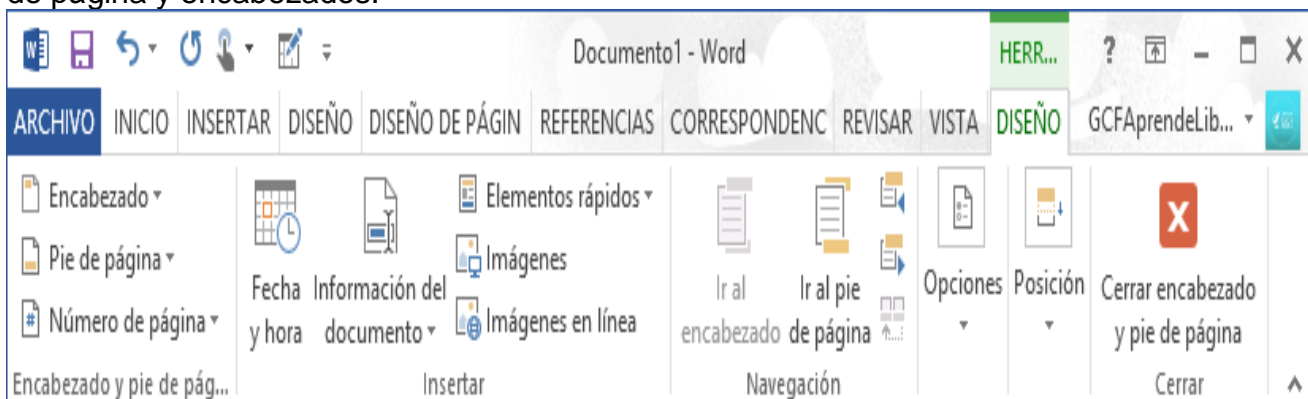 de página y encabezados.
Documento1 - Word
HERR...
?
ARCHIVO INICIO INSERTAR DISEÑO DISEÑO DE PÁGIN REFERENCIAS CORRESPONDENC REVISAR VISTA DISEÑO GCFAprendeLib...
Encabezado
Pie de página
Número de página
Encabezado y pie de pág...
Fecha
y hora
Información del
documento
Elementos rápidos
Imágenes
Imágenes en línea
Insertar
Ir al
encabezado
Ir al pie
de página
Navegación
Opciones
Posición
Cerrar encabezado
y pie de página
Cerrar